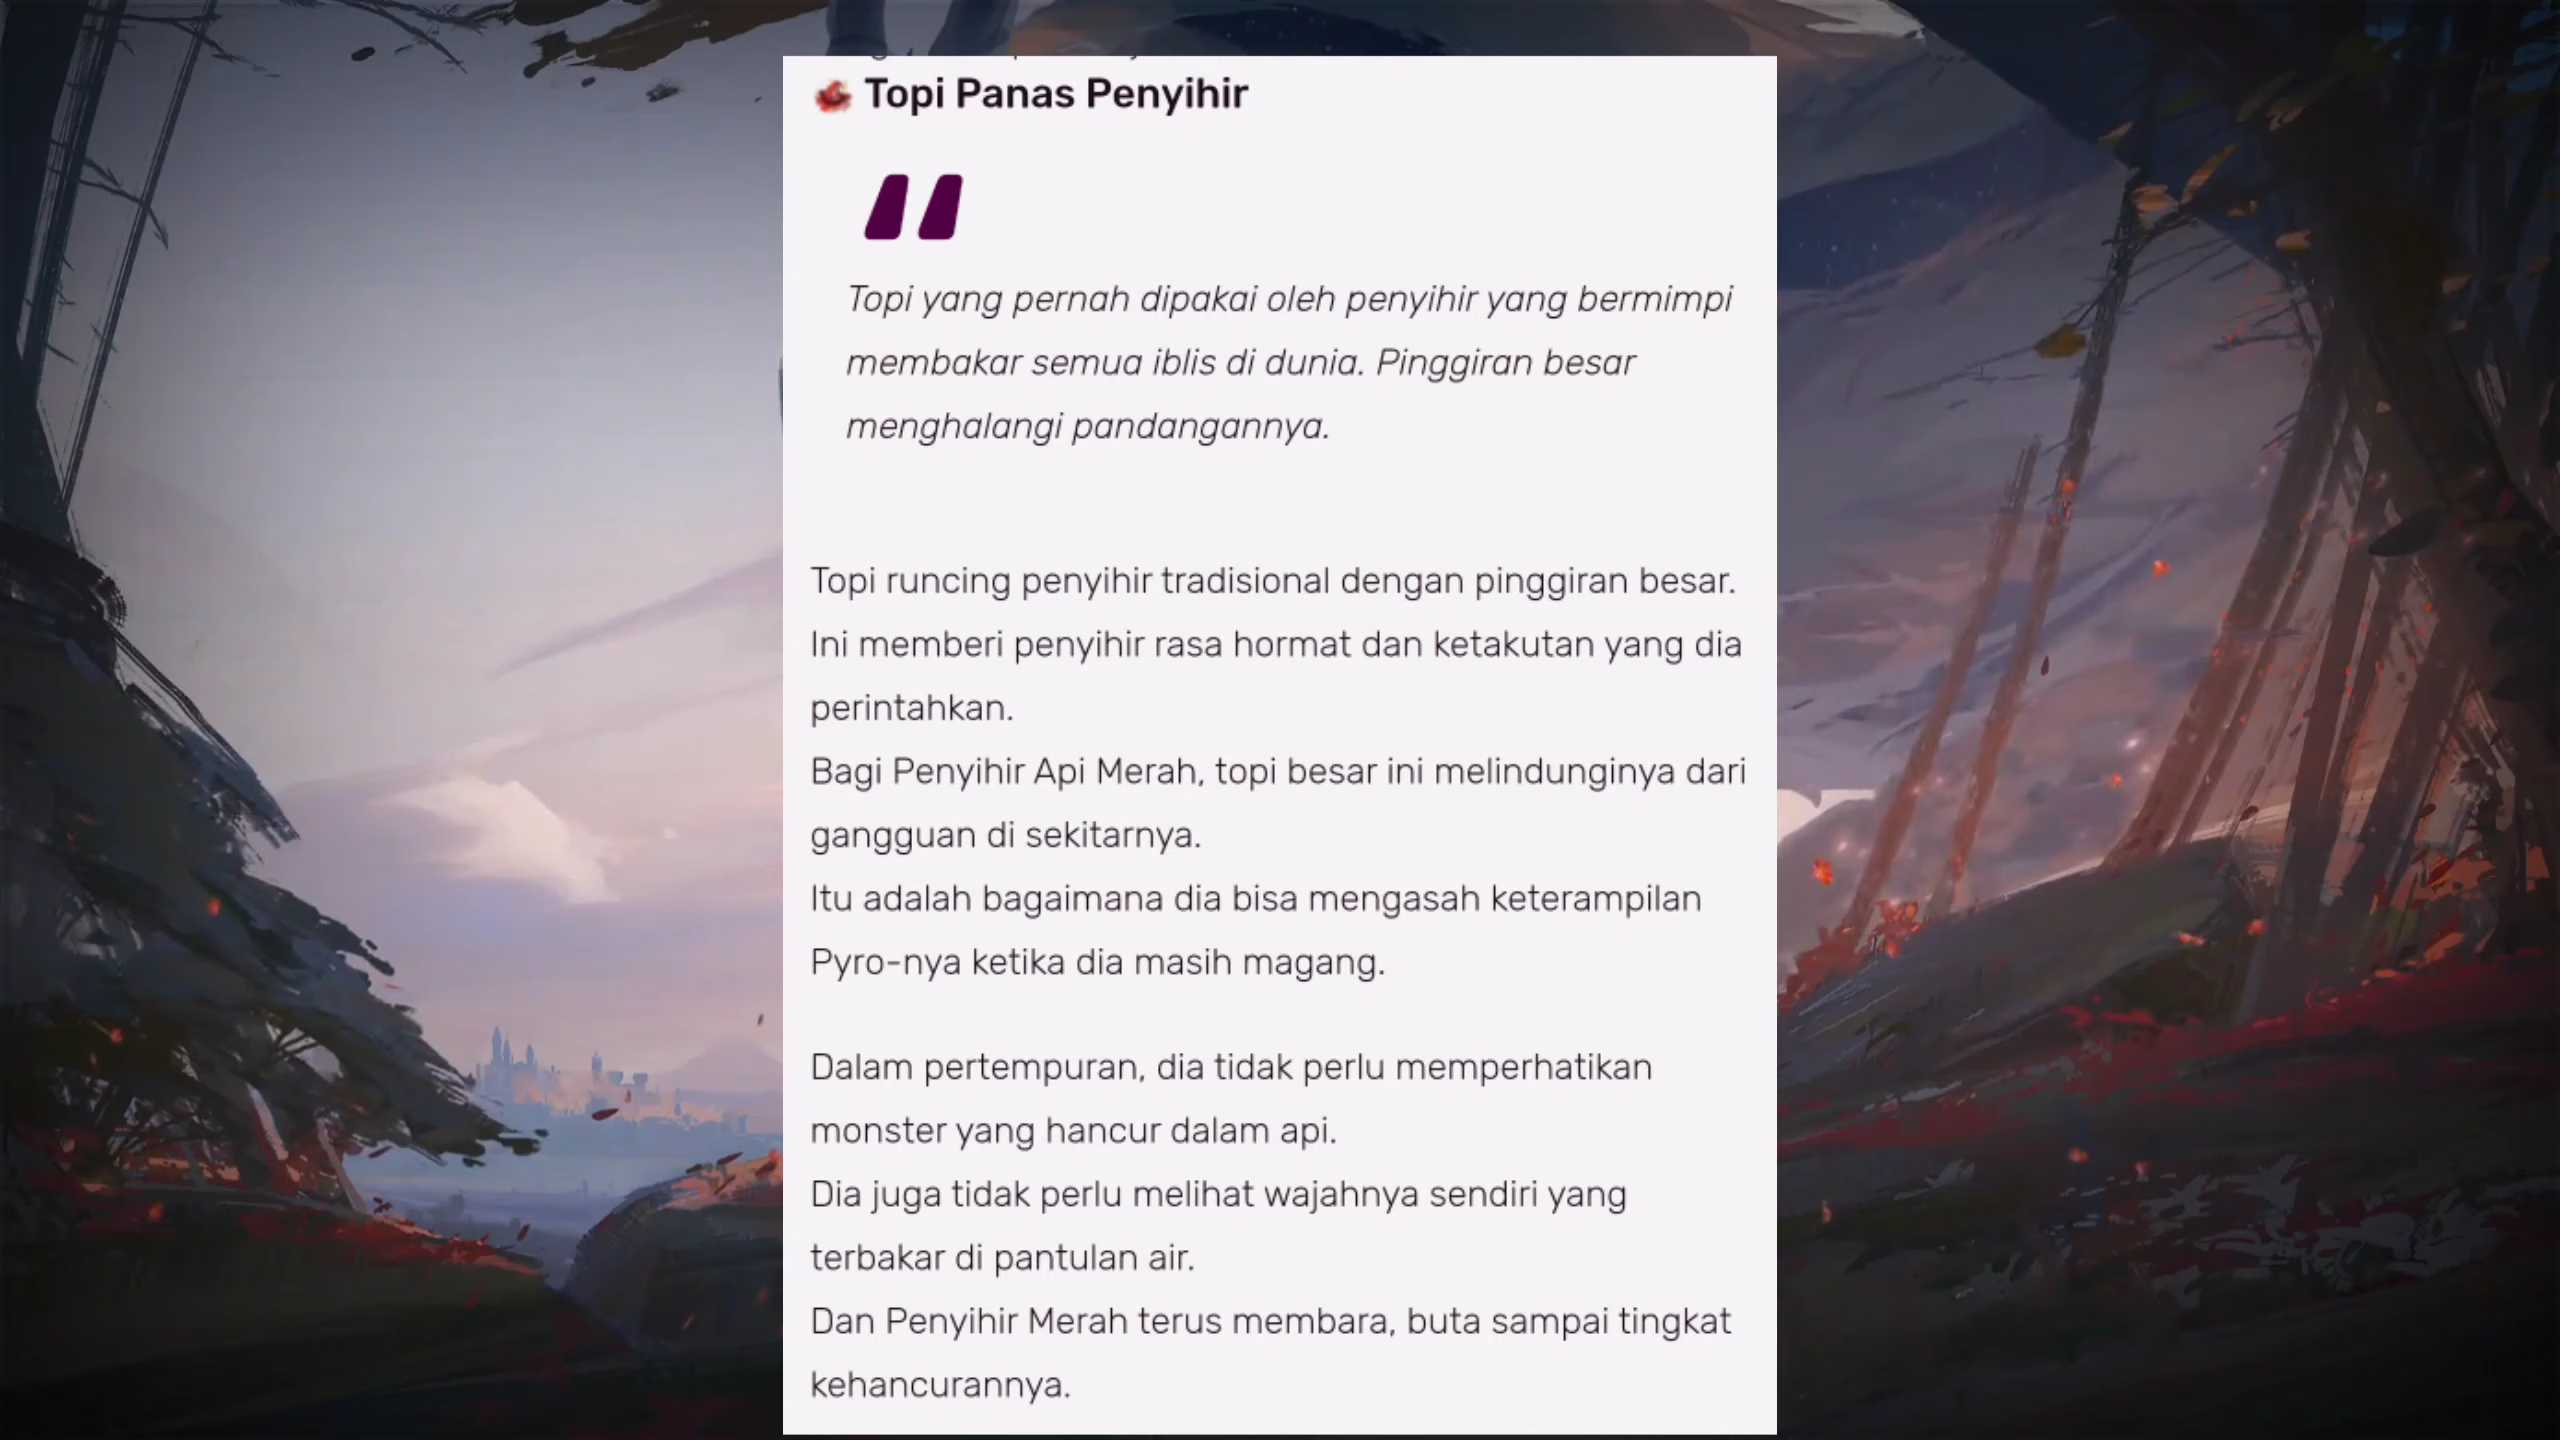 Topi Panas Penyihir
Topi yang pernah dipakai oleh penyihir yang bermimpi
membakar semua iblis di dunia. Pinggiran besar
menghalangi pandangannya.
Topi runcing penyihir tradisional dengan pinggiran besar.
Ini memberi penyihir rasa hormat dan ketakutan yang dia
perintahkan.
Bagi Penyihir Api Merah, topi besar ini melindunginya dari
gangguan di sekitarnya.
Itu adalah bagaimana dia bisa mengasah keterampilan
Pyro-nya ketika dia masih magang.
Dalam pertempuran, dia tidak perlu memperhatikan
monster yang hancur dalam api.
Dia juga tidak perlu melihat wajahnya sendiri yang
terbakar di pantulan air.
Dan Penyihir Merah terus membara, buta sampai tingkat
kehancurannya.